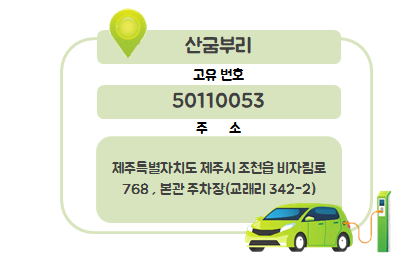 산굼부리
고유 번호
50110053
주 소
제주특별자치도 제주시 조천읍 비자림로
768 , 본관 주차장(교래리 342-2)